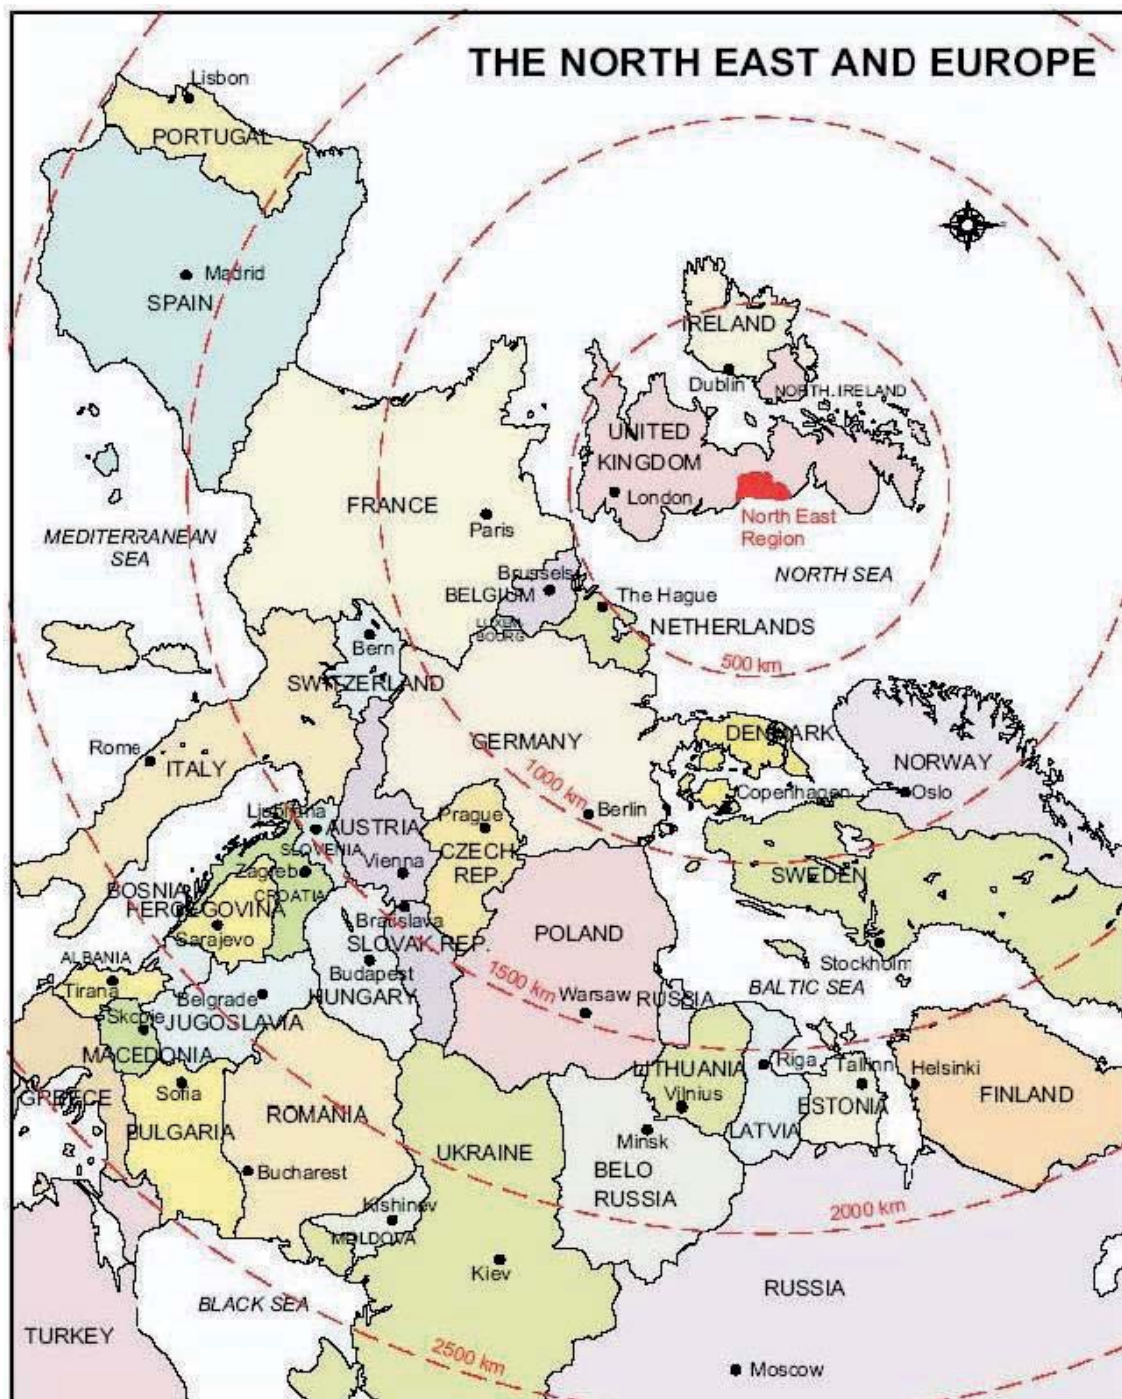 THE NORTH EAST AND EUROPE
Lisbon
PORTUGAL
Madrid
SPAIN
IRELAND
Dublin
NORTH. IRELAND
UNITED
KINGDOM
London
North East
Region
FRANCE
Paris
MEDITERRANEAN
SEA
NORTH SEA
Brussels
BELGIUM
The Hague
LUXEM
BOURG
NETHERLANDS
Bern
500 km
SWITZERLAND
Rome
ITALY
GERMANY
DENMARK
NORWAY
1000 km
Copenhagen
Oslo
Berlin
Ljubljana
AUSTRIA
Prague
SLOVENIA
CZECH
REP.
Vienna
Zagreb
CROATIA
SWEDEN
BOSNIA
HERCEGOVINA
Sarajevo
Bratislava
SLOVAK. REP.
POLAND
ALBANIA
Tirana
Budapest
HUNGARY
Stockholm
1500 km
BALTIC SEA
Belgrade
Warsaw
RUSSIA
Skopje
JUGOSLAVIA
MACEDONIA
LITHUANIA
Riga
Tallinn
Helsinki
GREECE
Sofia
Vilnius
ESTONIA
FINLAND
ROMANIA
BULGARIA
UKRAINE
Minsk
LATVIA
Bucharest
BELO
RUSSIA
Kishinev
MOLDOVA
2000 km
Kiev
RUSSIA
BLACK SEA
TURKEY
2500 km
Moscow